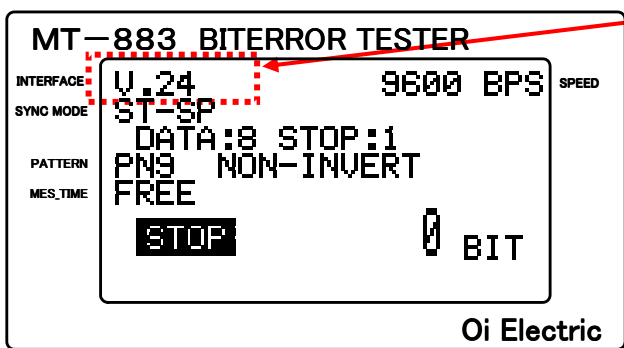 MT-883 BITERROR TESTER
INTERFACE V.24 9600 BPS SPEED
SYNC MODE ST-SP
DATA:8 STOP:1
PATTERN PN9 NON-INVERT
MES_TIME FREE
STOP 0 BIT
Oi Electric